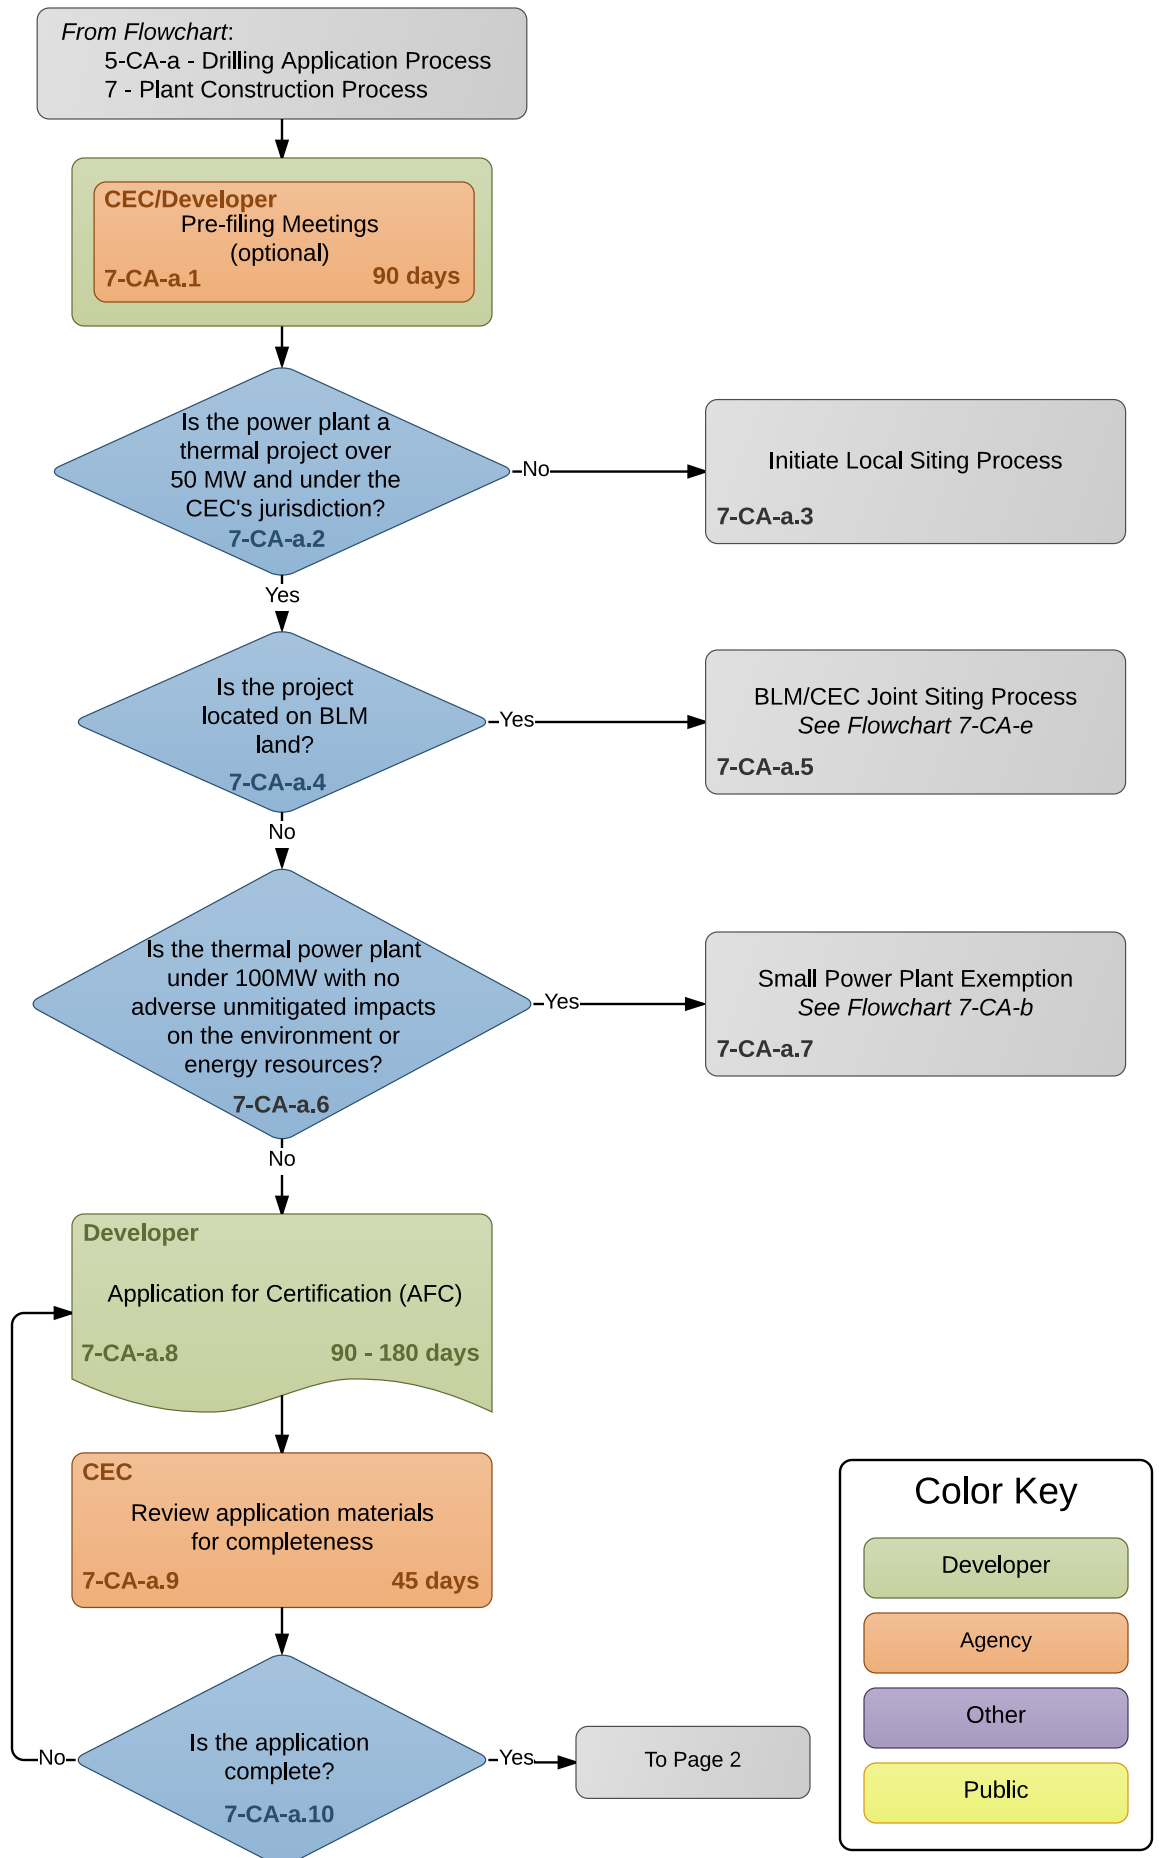 From Flowchart:
5-CA-a - Drilling Application Process
7 - Plant Construction Process
CEC/Developer
Pre-filing Meetings
(optional)
7-CA-a.1
90 days
Is the power plant a
thermal project over
50 MW and under the
CEC's jurisdiction?
7-CA-a.2
No
Initiate Local Siting Process
7-CA-a.3
Yes
Is the project
located on BLM
land?
7-CA-a.4
Yes
BLM/CEC Joint Siting Process
See Flowchart 7-CA-e
7-CA-a.5
No
Is the thermal power plant
under 100MW with no
adverse unmitigated impacts
on the environment or
energy resources?
7-CA-a.6
Yes
Small Power Plant Exemption
See Flowchart 7-CA-b
7-CA-a.7
No
Developer
Application for Certification (AFC)
7-CA-a.8
90 - 180 days
CEC
Review application materials
for completeness
7-CA-a.9
45 days
Is the application
complete?
7-CA-a.10
No
Yes
To Page 2
Color Key
Developer
Agency
Other
Public